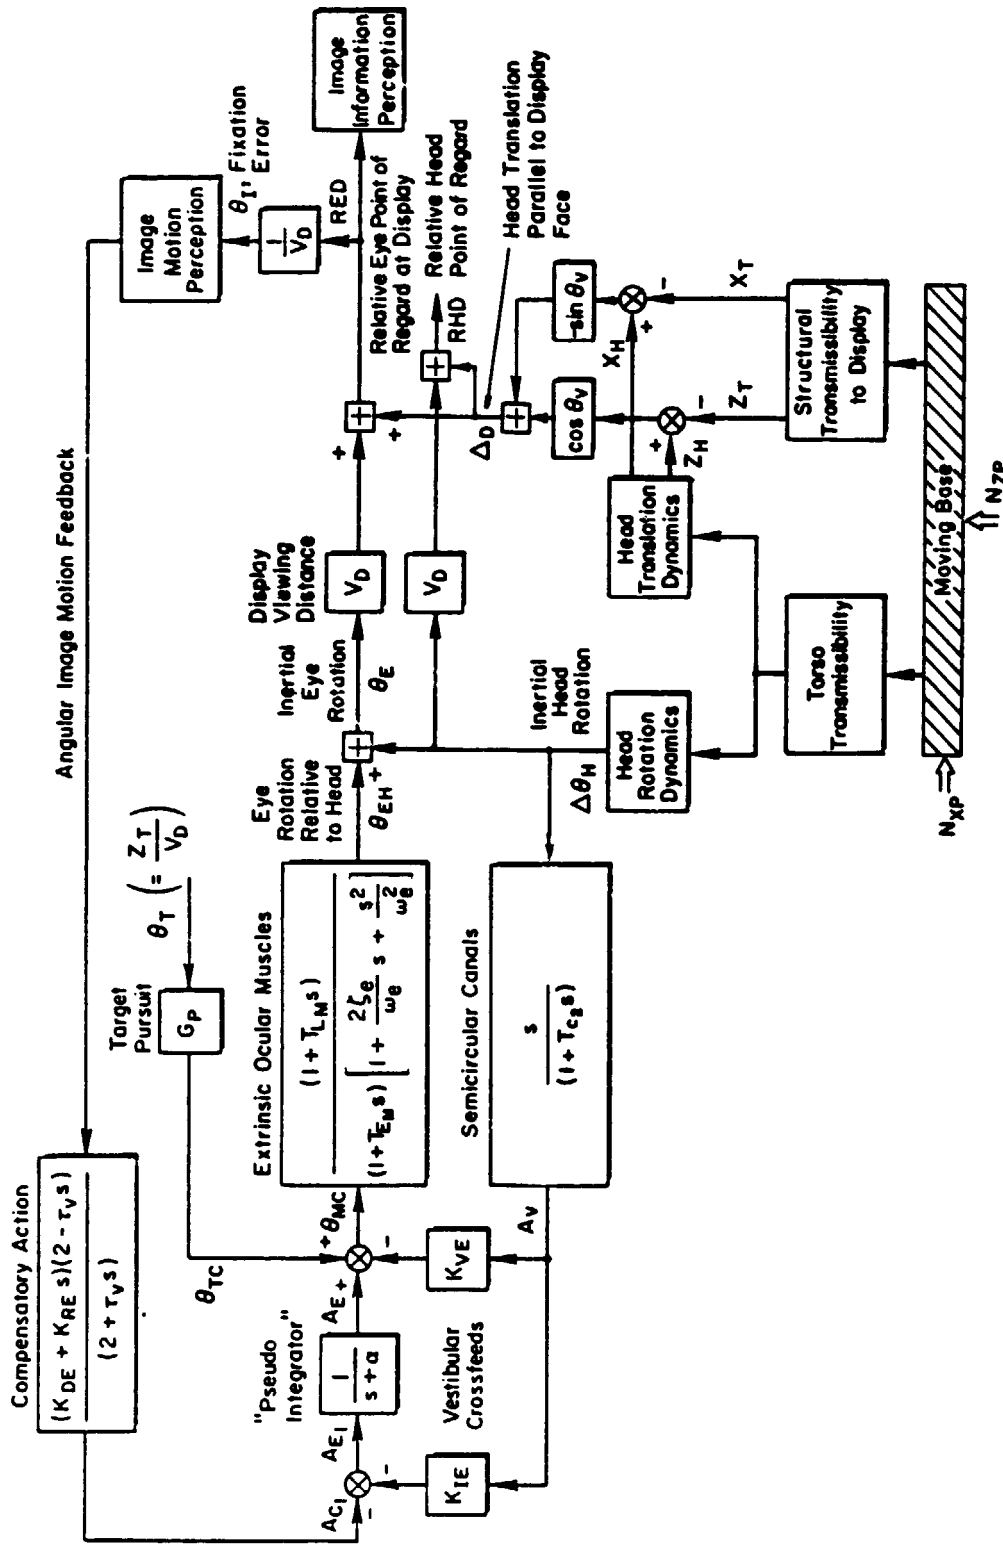 Angular Image Motion Feedback
Compensatory Action
(K_DE + K_RE s)(2 - τ_v s)
(2 + τ_v s)
Target
Pursuit
G_P
θ_T (= Z_T / V_D)
θ_TC
Image
Motion
Perception
θ_I, Fixation
Error
1
V_D
RED
Image
Information
Perception
Relative Eye Point of
Regard at Display
A_C1
-
A_E1
"Pseudo
Integrator"
1
s + α
A_E +
+ θ_MC
-
Extrinsic Ocular Muscles
(1 + T_LM s)
(1+T_EM s) [1 + 2ζ_e/ω_e s + s²/ω_e²]
Eye
Rotation
Relative
to Head
θ_EH +
+
Inertial
Eye
Rotation
θ_E
Display
Viewing
Distance
V_D
+
+
+
RHD
Relative Head
Point of Regard
V_D
-
K_IE
Vestibular
Crossfeeds
K_VE
A_V
Semicircular Canals
s
(1 + T_C2 s)
Δθ_H
Inertial
Head
Rotation
Δ_D
+
Head Translation
Parallel to Display
Face
cos θ_V
-sin θ_V
Head
Rotation
Dynamics
Head
Translation
Dynamics
X_H
+
-
Z_H
+
-
Z_T
X_T
Torso
Transmissibility
Structural
Transmissibility
to Display
Moving Base
N_XP
N_ZP